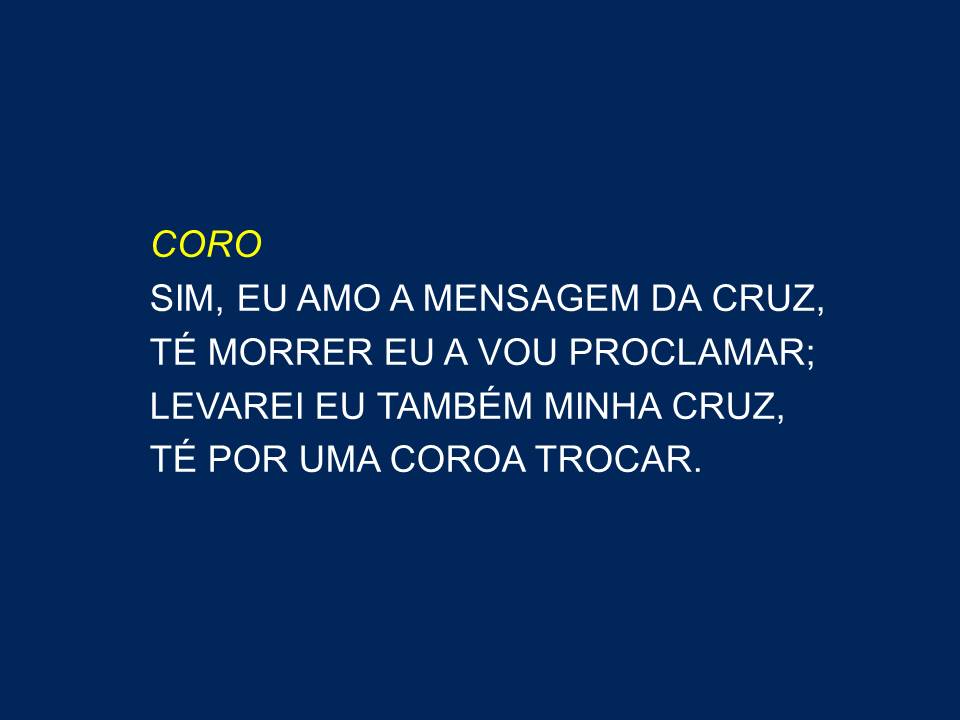 CORO
SIM, EU AMO A MENSAGEM DA CRUZ,
TÉ MORRER EU A VOU PROCLAMAR;
LEVAREI EU TAMBÉM MINHA CRUZ,
TÉ POR UMA COROA TROCAR.